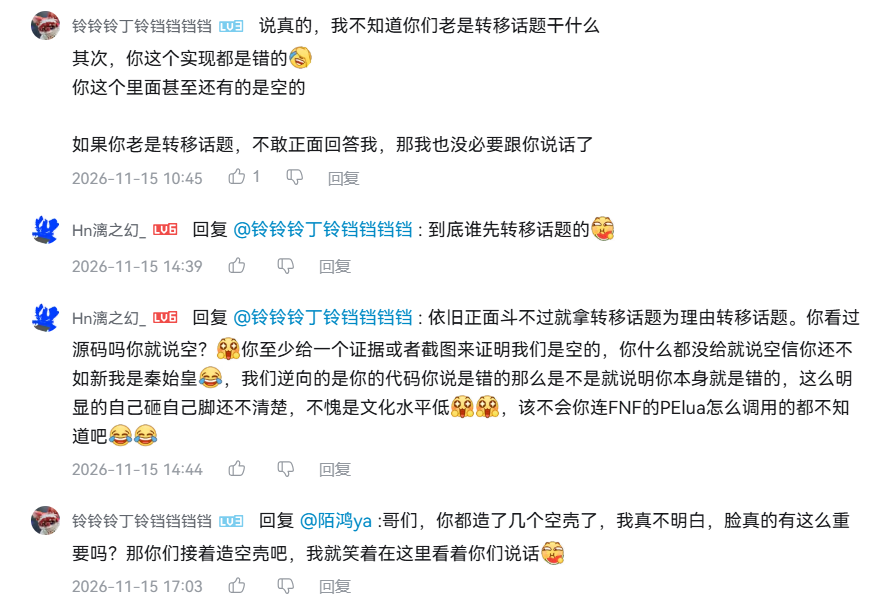 铃铃铃丁铃铛铛铛铛 LV3 说真的，我不知道你们老是转移话题干什么
其次，你这个实现都是错的
你这个里面甚至还有的是空的
如果你老是转移话题，不敢正面回答我，那我也没必要跟你说话了
2026-11-15 10:45 1 回复
Hn漓之幻_ LV6 回复 @铃铃铃丁铃铛铛铛铛 : 到底谁先转移话题的
2026-11-15 14:39 回复
Hn漓之幻_ LV6 回复 @铃铃铃丁铃铛铛铛铛 : 依旧正面斗不过就拿转移话题为理由转移话题。你看过
源码吗你就说空？你至少给一个证据或者截图来证明我们是空的，你什么都没给就说空信你还不
如新我是秦始皇，我们逆向的是你的代码你说是错的那么是不是就说明你本身就是错的，这么明
显的自己砸自己脚还不清楚，不愧是文化水平低，该不会你连FNF的PElua怎么调用的都不知
道吧
2026-11-15 14:44 回复
铃铃铃丁铃铛铛铛铛 LV3 回复 @陌鸿ya :哥们，你都造了几个空壳了，我真不明白，脸真的有这么重
要吗？那你们接着造空壳吧，我就笑着在这里看着你们说话
2026-11-15 17:03 回复